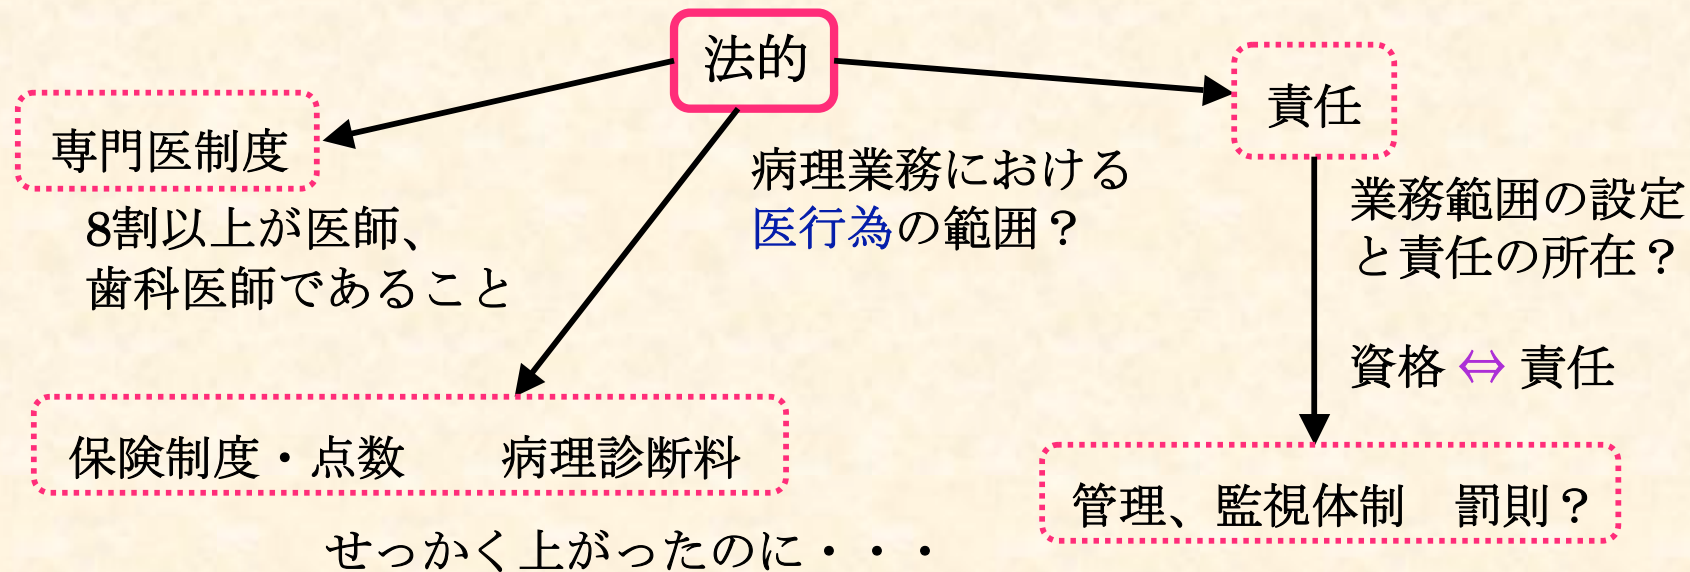 法的
専門医制度
8割以上が医師、
歯科医師であること
病理業務における
医行為の範囲？
責任
業務範囲の設定
と責任の所在？
資格 ⇔ 責任
保険制度・点数　　病理診断料
せっかく上がったのに・・・
管理、監視体制　罰則？